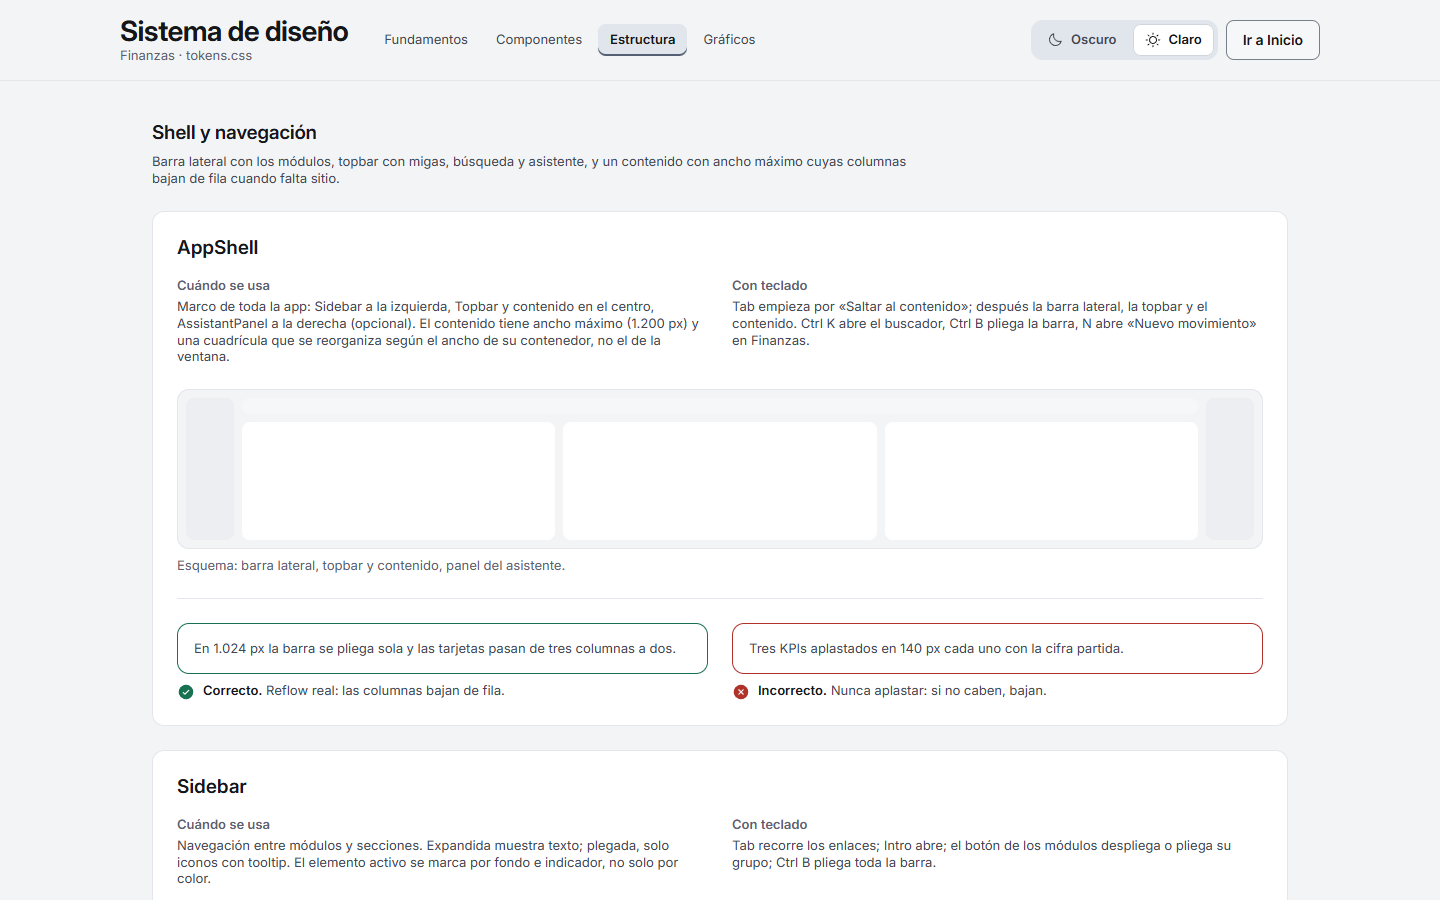 Sistema de diseño
Finanzas · tokens.css
Fundamentos
Componentes
Estructura
Gráficos
Oscuro
Claro
Ir a Inicio
Shell y navegación
Barra lateral con los módulos, topbar con migas, búsqueda y asistente, y un contenido con ancho máximo cuyas columnas
bajan de fila cuando falta sitio.
AppShell
Cuándo se usa
Marco de toda la app: Sidebar a la izquierda, Topbar y contenido en el centro,
AssistantPanel a la derecha (opcional). El contenido tiene ancho máximo (1.200 px) y
una cuadrícula que se reorganiza según el ancho de su contenedor, no el de la
ventana.
Con teclado
Tab empieza por «Saltar al contenido»; después la barra lateral, la topbar y el
contenido. Ctrl K abre el buscador, Ctrl B pliega la barra, N abre «Nuevo movimiento»
en Finanzas.
Esquema: barra lateral, topbar y contenido, panel del asistente.
En 1.024 px la barra se pliega sola y las tarjetas pasan de tres columnas a dos.
Correcto. Reflow real: las columnas bajan de fila.
Tres KPIs aplastados en 140 px cada uno con la cifra partida.
Incorrecto. Nunca aplastar: si no caben, bajan.
Sidebar
Cuándo se usa
Navegación entre módulos y secciones. Expandida muestra texto; plegada, solo
iconos con tooltip. El elemento activo se marca por fondo e indicador, no solo por
color.
Con teclado
Tab recorre los enlaces; Intro abre; el botón de los módulos despliega o pliega su
grupo; Ctrl B pliega toda la barra.